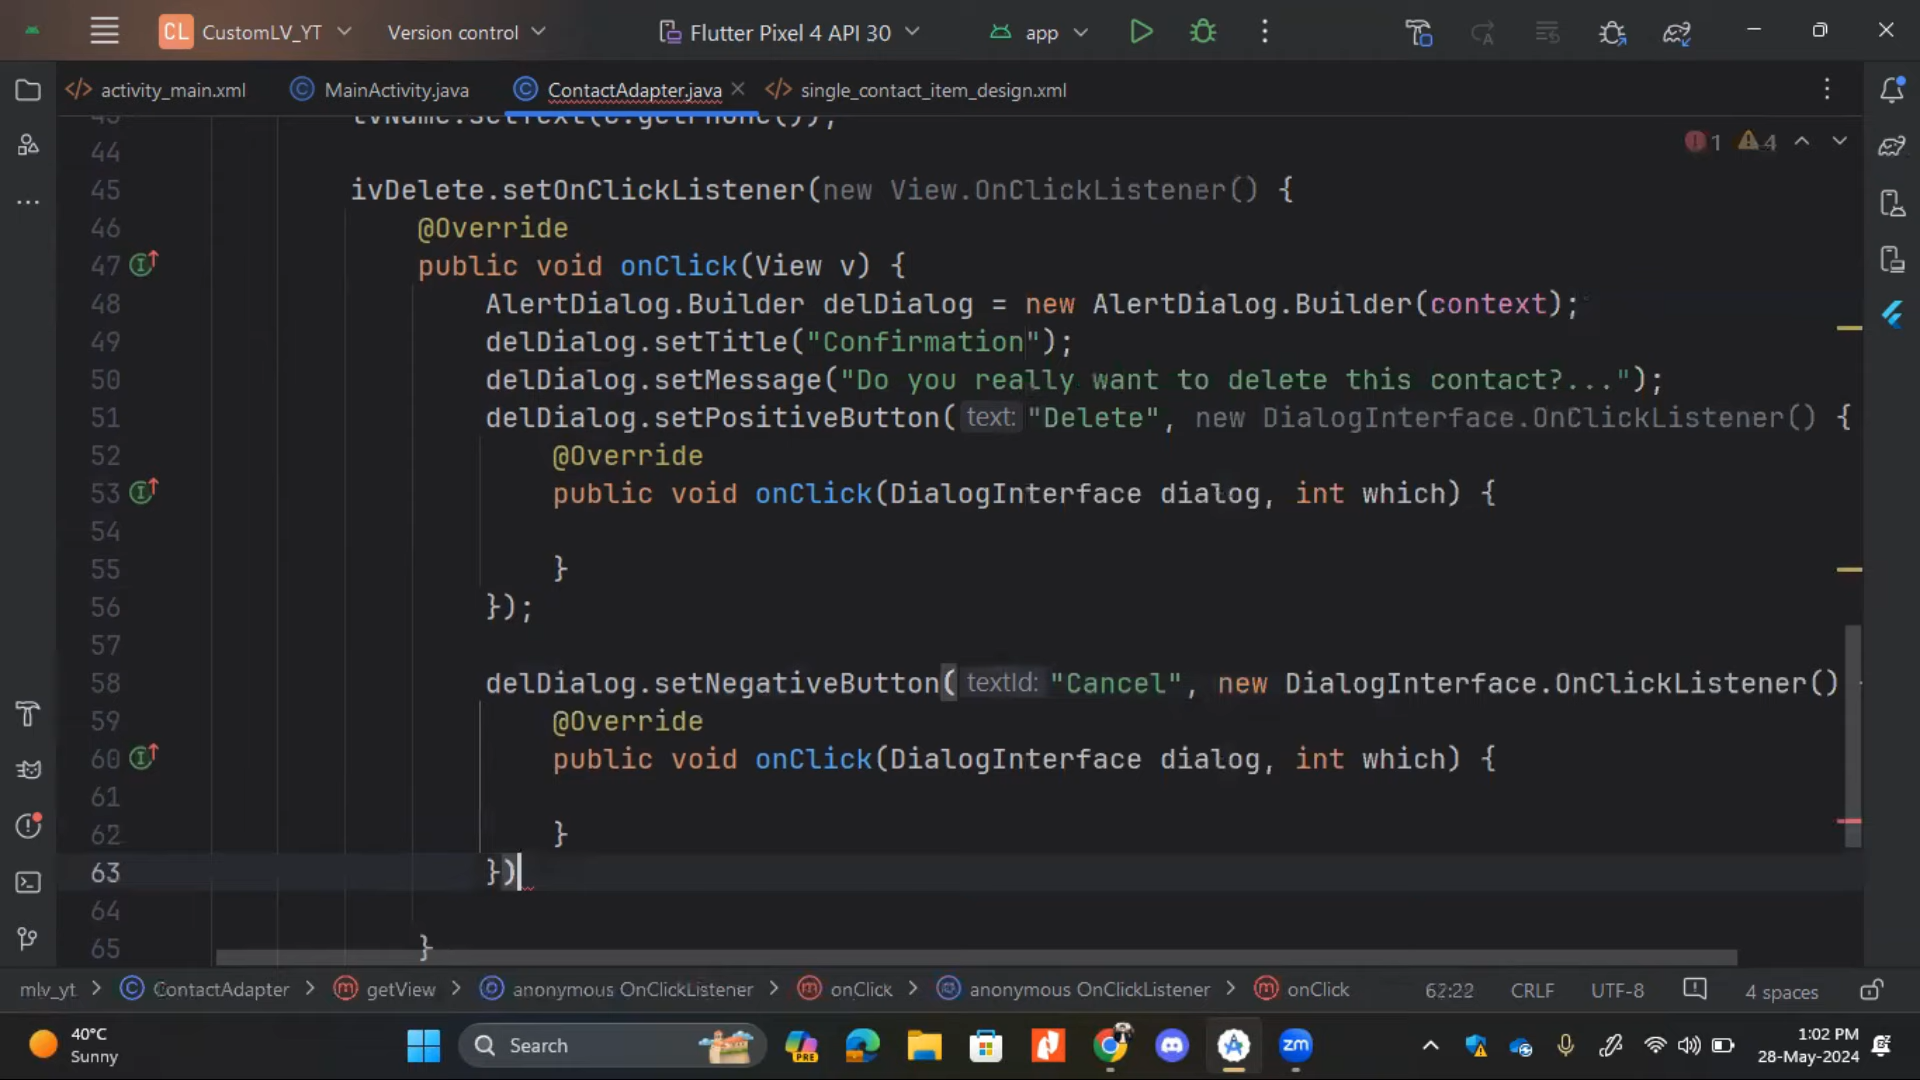 CL CustomLV_YT Version control Flutter Pixel 4 API 30 app
activity_main.xml MainActivity.java ContactAdapter.java single_contact_item_design.xml
43 tvName.setText(c.getPhone());
44 1 4
45 ivDelete.setOnClickListener(new View.OnClickListener() {
46 @Override
47 public void onClick(View v) {
48 AlertDialog.Builder delDialog = new AlertDialog.Builder(context);
49 delDialog.setTitle("Confirmation");
50 delDialog.setMessage("Do you really want to delete this contact?...");
51 delDialog.setPositiveButton( text: "Delete", new DialogInterface.OnClickListener() {
52 @Override
53 public void onClick(DialogInterface dialog, int which) {
54
55 }
56 });
57
58 delDialog.setNegativeButton( textId: "Cancel", new DialogInterface.OnClickListener()
59 @Override
60 public void onClick(DialogInterface dialog, int which) {
61
62 }
63 })
64
65 }
mlv_yt > ContactAdapter > getView > anonymous OnClickListener > onClick > anonymous OnClickListener > onClick 62:22 CRLF UTF-8 4 spaces
40°C
Sunny
Search
PRE
zm
1:02 PM
28-May-2024